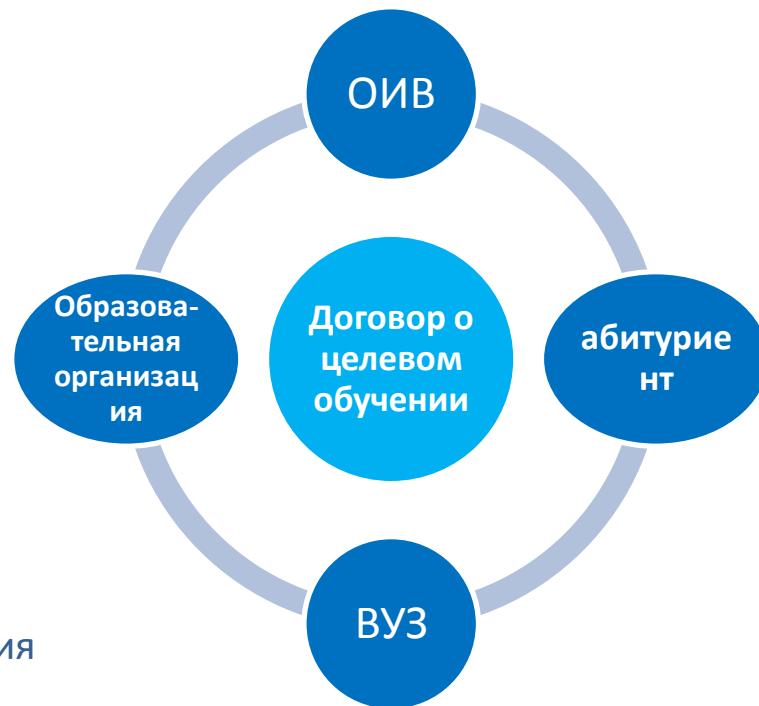 ОИВ
Образова-
тельная
организац
ия
Договор о
целевом
обучении
абитурие
нт
ВУЗ
ия